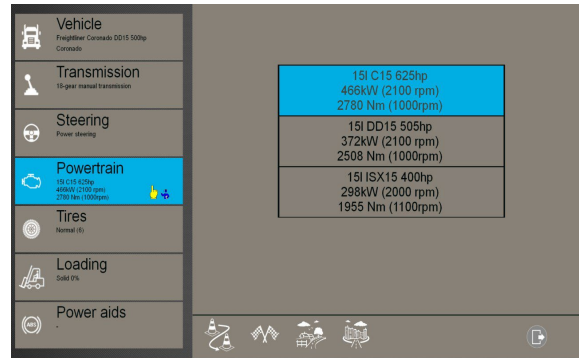 Vehicle
Freightliner Coronado DD15 500hp
Coronado
Transmission
18-gear manual transmission
Steering
Power steering
Powertrain
15l C15 625hp
466kW (2100 rpm)
2780 Nm (1000rpm)
Tires
Normal (6)
Loading
Solid 0%
Power aids
-
ABS
15l C15 625hp
466kW (2100 rpm)
2780 Nm (1000rpm)
15l DD15 505hp
372kW (2100 rpm)
2508 Nm (1000rpm)
15l ISX15 400hp
298kW (2000 rpm)
1955 Nm (1100rpm)